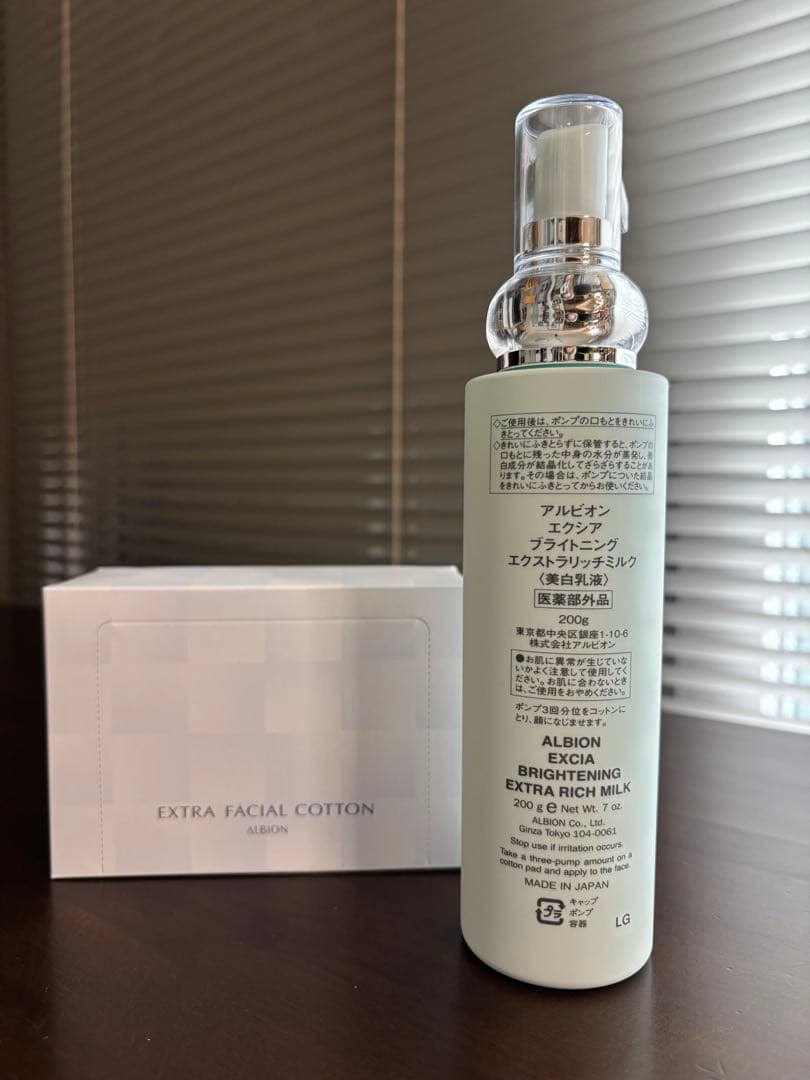 ◇ご使用後は、ポンプの口もとをきれいにふ
きとってください。
◇きれいにふきとらずに保管すると、ポンプの
口もとに残った中身の水分が蒸発し、美
白成分が結晶化してざらざらすることがあ
ります。その場合は、ポンプについた結晶
をきれいにふきとってからお使いください。
アルビオン
エクシア
ブライトニング
エクストラリッチミルク
〈美白乳液〉
医薬部外品
200g
東京都中央区銀座1-10-6
株式会社アルビオン
●お肌に異常が生じていな
いかよく注意して使用してく
ださい。お肌に合わないとき
は、ご使用をおやめください。
ポンプ3回分位をコットンに
とり、顔になじませます。
ALBION
EXCIA
BRIGHTENING
EXTRA RICH MILK
200 g e Net Wt. 7 oz.
ALBION Co., Ltd.
Ginza Tokyo 104-0061
Stop use if irritation occurs.
Take a three-pump amount on a
cotton pad and apply to the face.
MADE IN JAPAN
プラ
キャップ
ポンプ
容器
LG
EXTRA FACIAL COTTON
ALBION